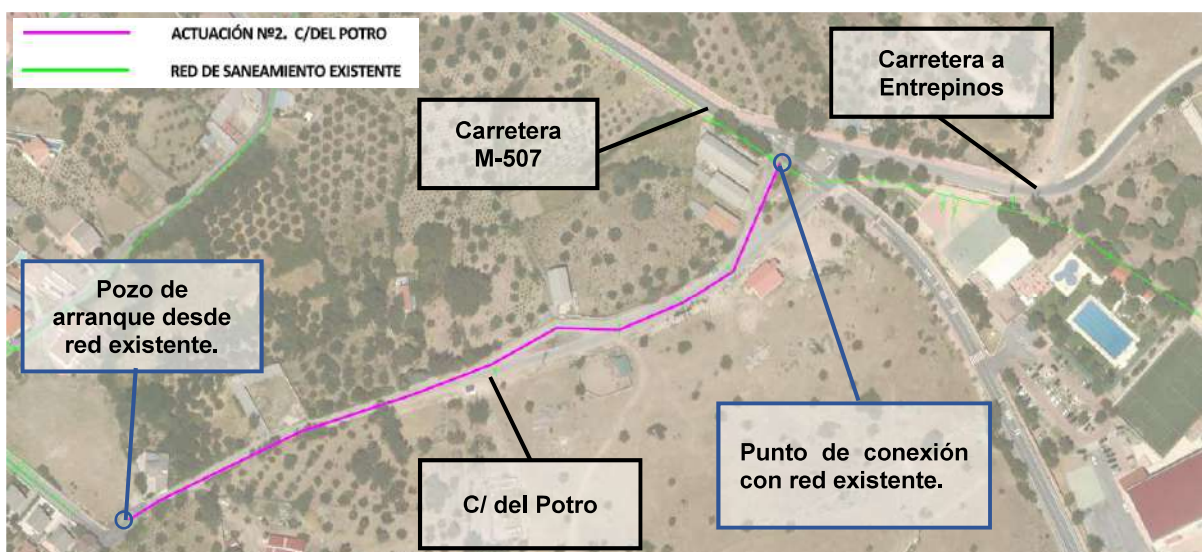 ACTUACIÓN Nº2. C/DEL POTRO
RED DE SANEAMIENTO EXISTENTE
Carretera a
Entrepinos
Carretera
M-507
Pozo de
arranque desde
red existente.
C/ del Potro
Punto de conexión
con red existente.